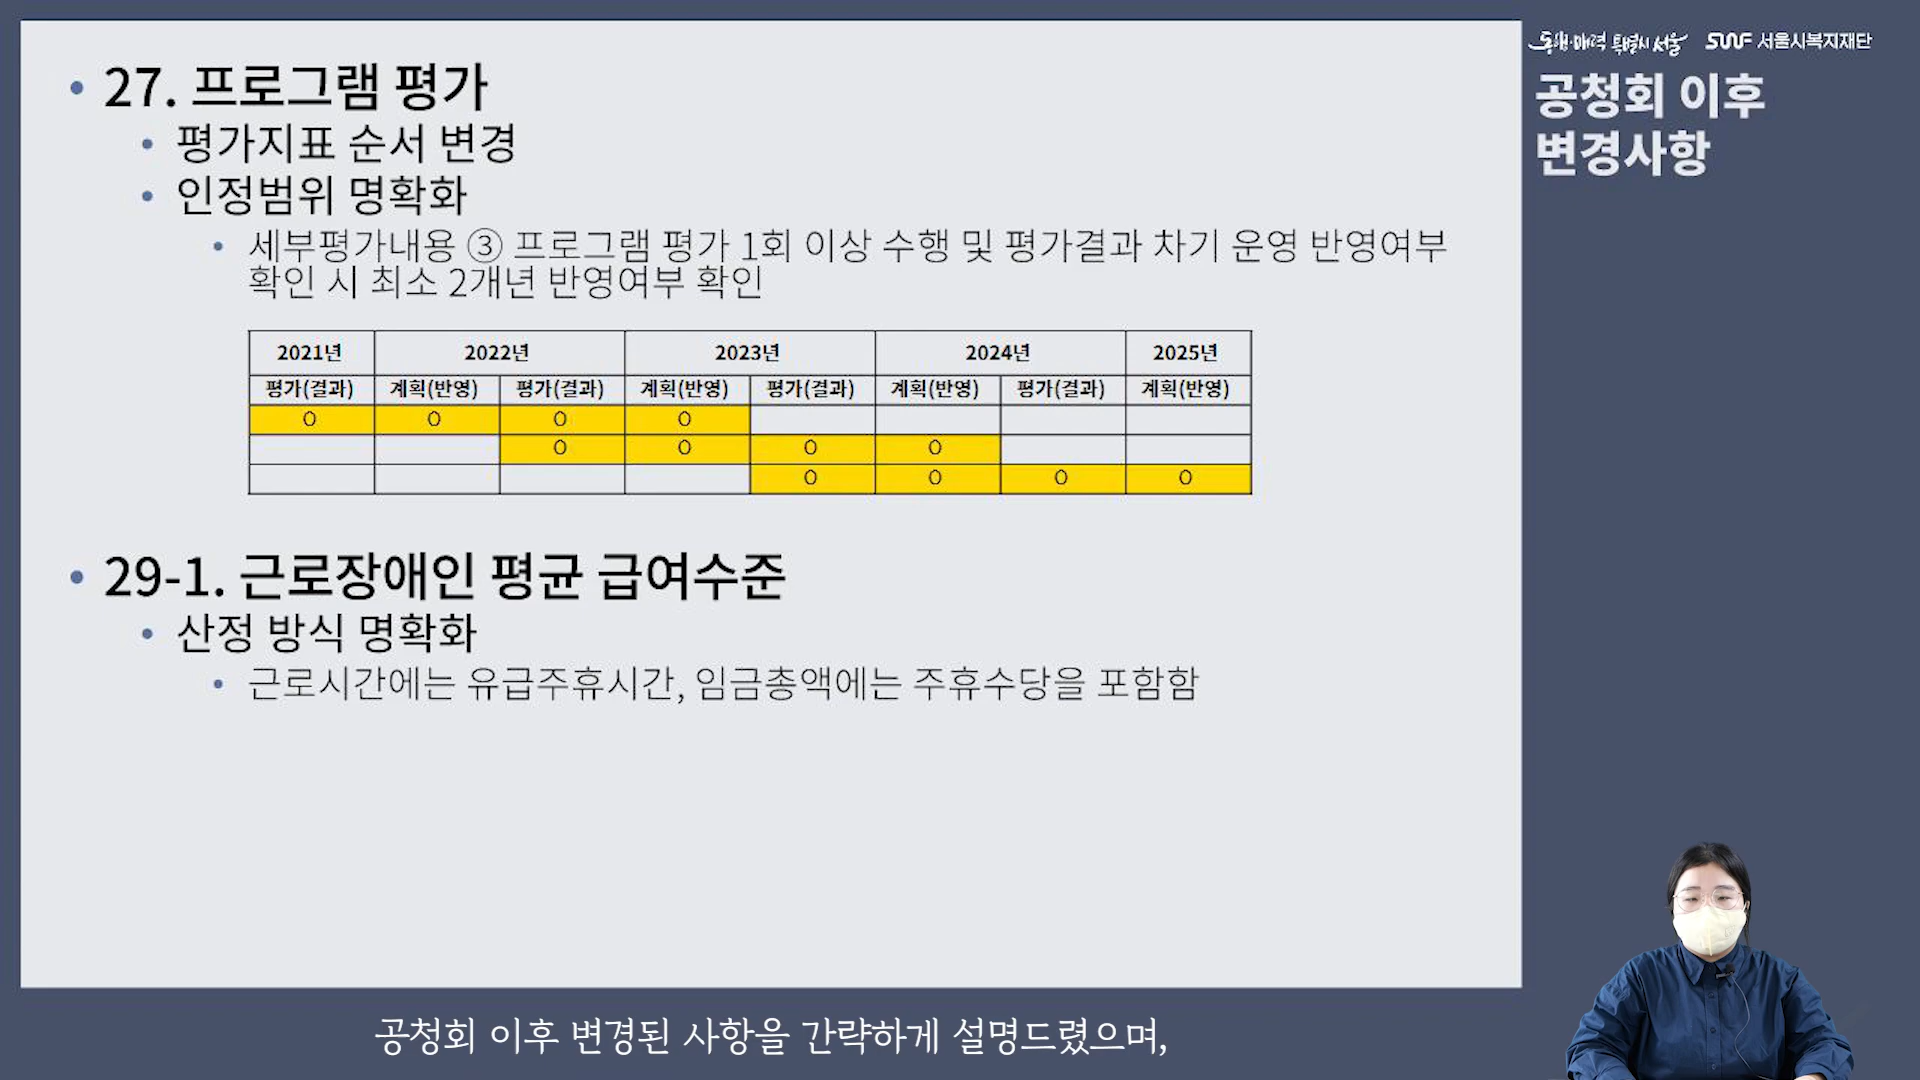 동행·매력 특별시 서울 SWF 서울시복지재단
공청회 이후
변경사항
• 27. 프로그램 평가
• 평가지표 순서 변경
• 인정범위 명확화
• 세부평가내용 ③ 프로그램 평가 1회 이상 수행 및 평가결과 차기 운영 반영여부
확인 시 최소 2개년 반영여부 확인
2021년 2022년 2023년 2024년 2025년
평가(결과) 계획(반영) 평가(결과) 계획(반영) 평가(결과) 계획(반영) 평가(결과) 계획(반영)
O O O O
O O O O
O O O O
• 29-1. 근로장애인 평균 급여수준
• 산정 방식 명확화
• 근로시간에는 유급주휴시간, 임금총액에는 주휴수당을 포함함
공청회 이후 변경된 사항을 간략하게 설명드렸으며,